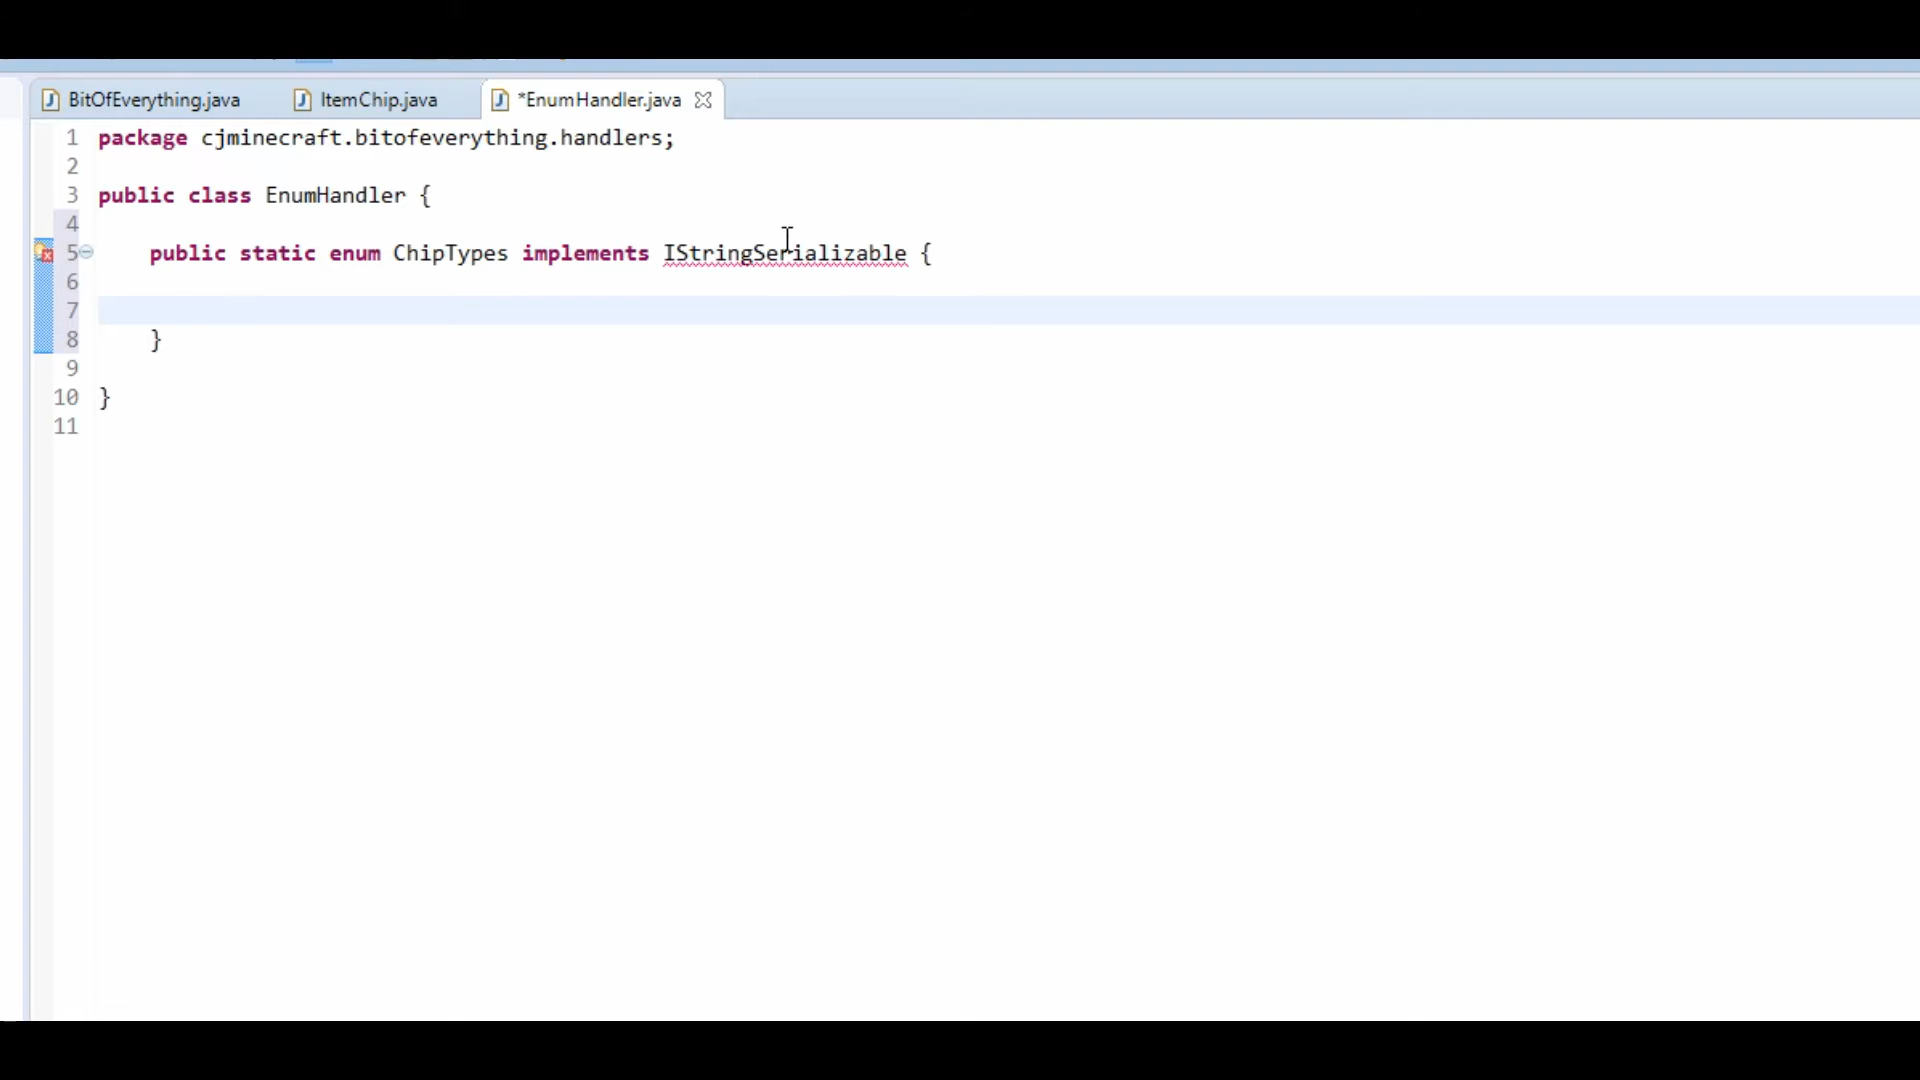 BitOfEverything.java ItemChip.java *EnumHandler.java
1 package cjminecraft.bitofeverything.handlers;
2
3 public class EnumHandler {
4
5 public static enum ChipTypes implements IStringSerializable {
6
7
8 }
9
10 }
11